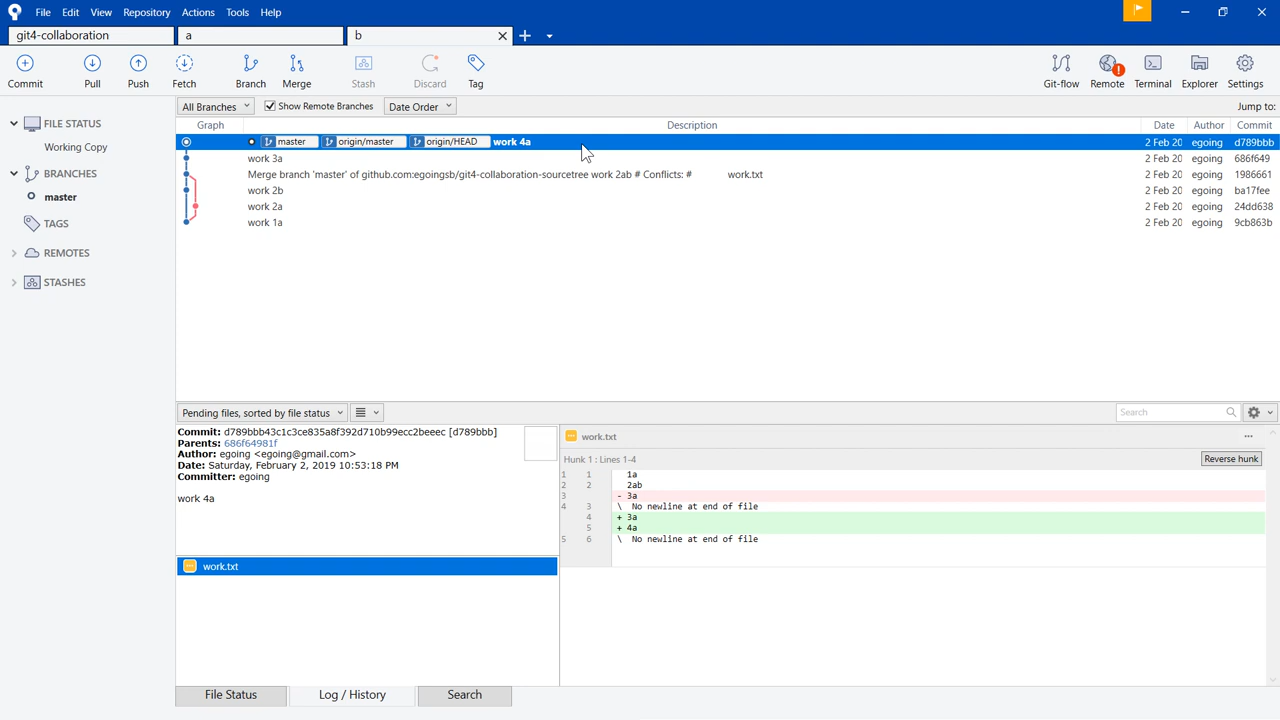 File Edit View Repository Actions Tools Help
git4-collaboration a b
Commit Pull Push Fetch Branch Merge Stash Discard Tag Git-flow Remote Terminal Explorer Settings
All Branches Show Remote Branches Date Order Jump to:
Graph Description Date Author Commit
master origin/master origin/HEAD work 4a 2 Feb 20 egoing d789bbb
work 3a 2 Feb 20 egoing 686f649
Merge branch 'master' of github.com:egoingsb/git4-collaboration-sourcetree work 2ab # Conflicts: # work.txt 2 Feb 20 egoing 1986661
work 2b 2 Feb 20 egoing ba17fee
work 2a 2 Feb 20 egoing 24dd638
work 1a 2 Feb 20 egoing 9cb863b
FILE STATUS
Working Copy
BRANCHES
master
TAGS
REMOTES
STASHES
Pending files, sorted by file status Search
Commit: d789bbb43c1c3ce835a8f392d710b99ecc2beeec [d789bbb]
Parents: 686f64981f
Author: egoing <egoing@gmail.com>
Date: Saturday, February 2, 2019 10:53:18 PM
Committer: egoing
work 4a
work.txt
work.txt
Hunk 1 : Lines 1-4 Reverse hunk
1 1 1a
2 2 2ab
3 - 3a
4 3 \ No newline at end of file
4 + 3a
5 + 4a
5 6 \ No newline at end of file
File Status Log / History Search